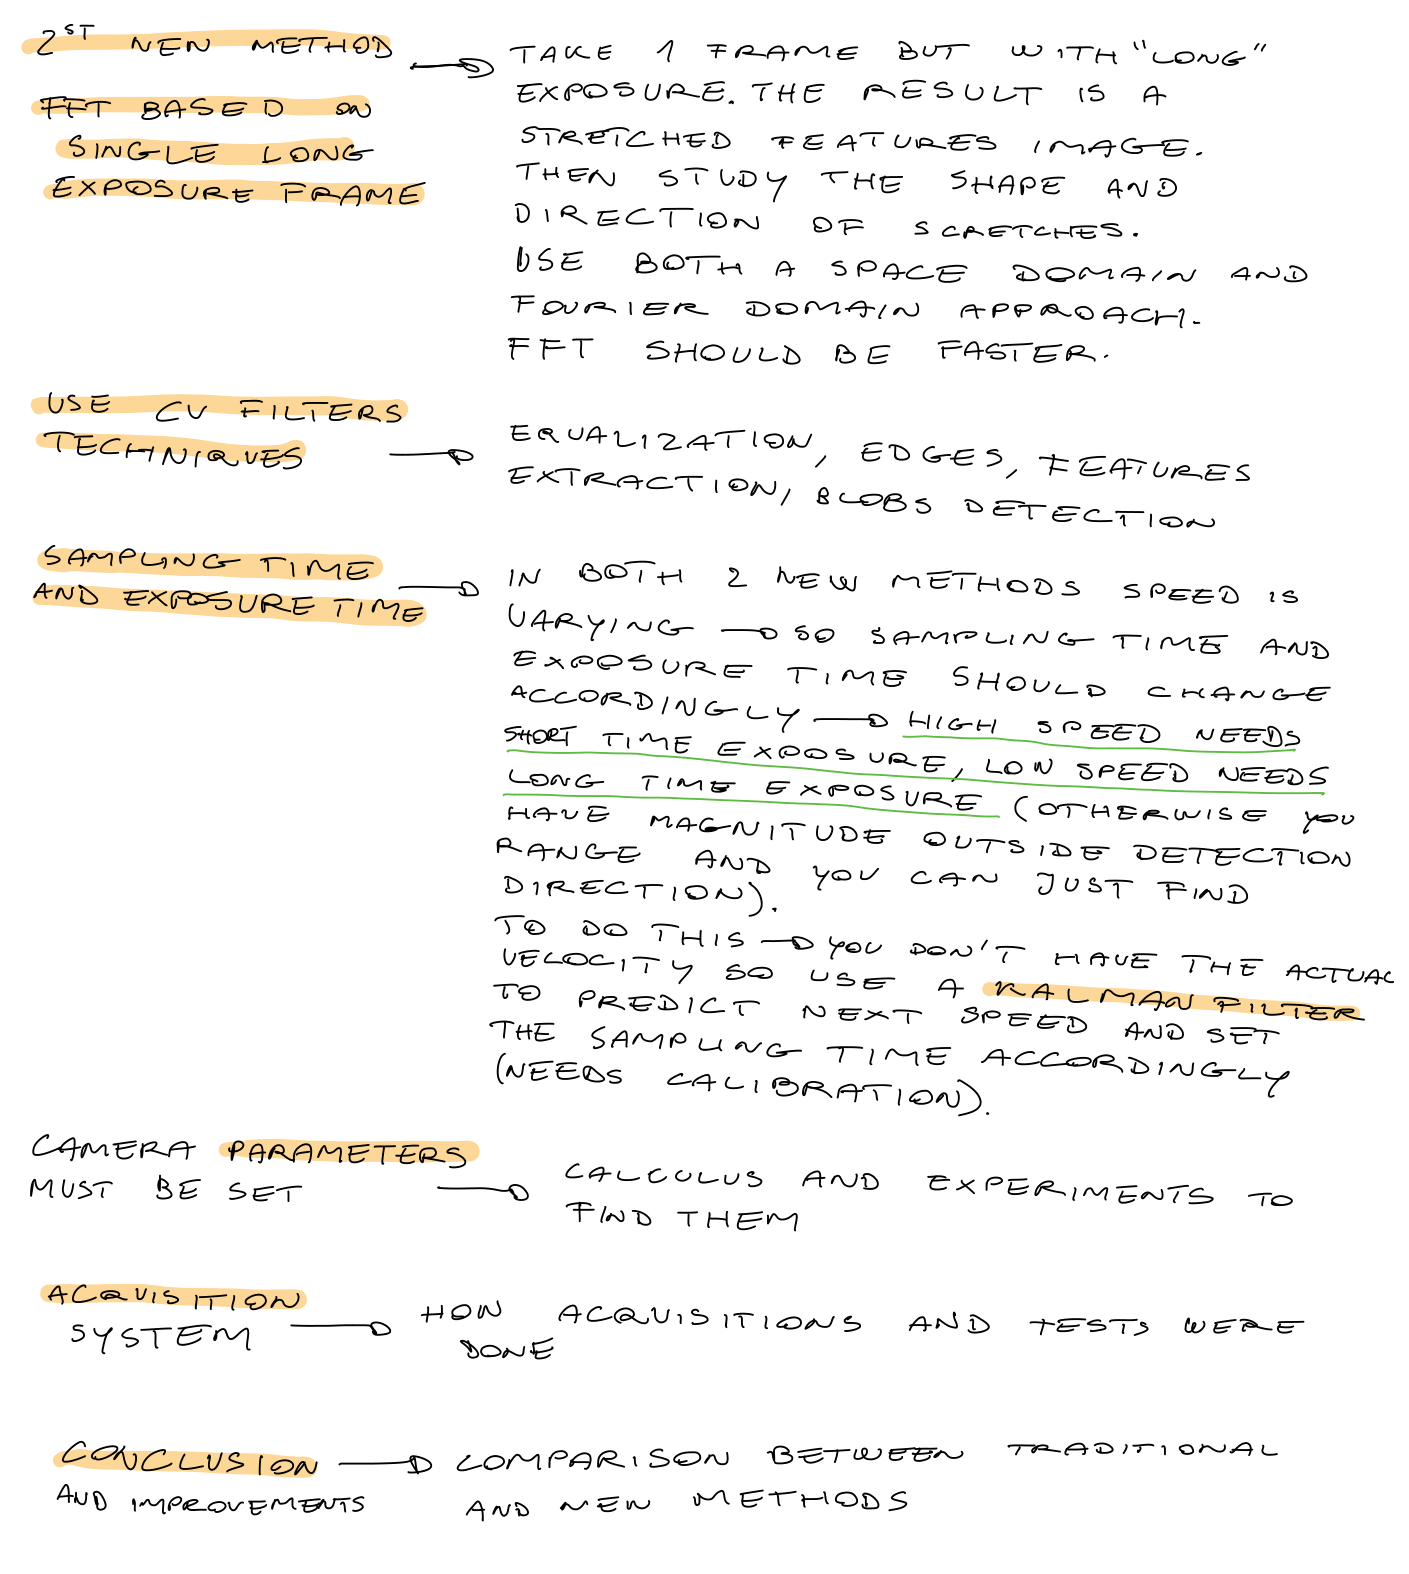 2ST NEW METHOD
FFT BASED ON
SINGLE LONG
EXPOSURE FRAME
TAKE 1 FRAME BUT WITH "LONG"
EXPOSURE. THE RESULT IS A
STRETCHED FEATURES IMAGE.
THEN STUDY THE SHAPE AND
DIRECTION OF SCRETCHES.
USE BOTH A SPACE DOMAIN AND
FOURIER DOMAIN APPROACH.
FFT SHOULD BE FASTER.
USE CV FILTERS
TECHNIQUES
EQUALIZATION, EDGES, FEATURES
EXTRACTION, BLOBS DETECTION
SAMPLING TIME
AND EXPOSURE TIME
IN BOTH 2 NEW METHODS SPEED IS
VARYING → SO SAMPLING TIME AND
EXPOSURE TIME SHOULD CHANGE
ACCORDINGLY → HIGH SPEED NEEDS
SHORT TIME EXPOSURE, LOW SPEED NEEDS
LONG TIME EXPOSURE (OTHERWISE YOU
HAVE MAGNITUDE OUTSIDE DETECTION
RANGE AND YOU CAN JUST FIND
DIRECTION).
TO DO THIS → YOU DON'T HAVE THE ACTUAL
VELOCITY SO USE A KALMAN FILTER
TO PREDICT NEXT SPEED AND SET
THE SAMPLING TIME ACCORDINGLY
(NEEDS CALIBRATION).
CAMERA PARAMETERS
MUST BE SET
CALCULUS AND EXPERIMENTS TO
FIND THEM
ACQUISITION
SYSTEM
HOW ACQUISITIONS AND TESTS WERE
DONE
CONCLUSION
AND IMPROVEMENTS
COMPARISON BETWEEN TRADITIONAL
AND NEW METHODS